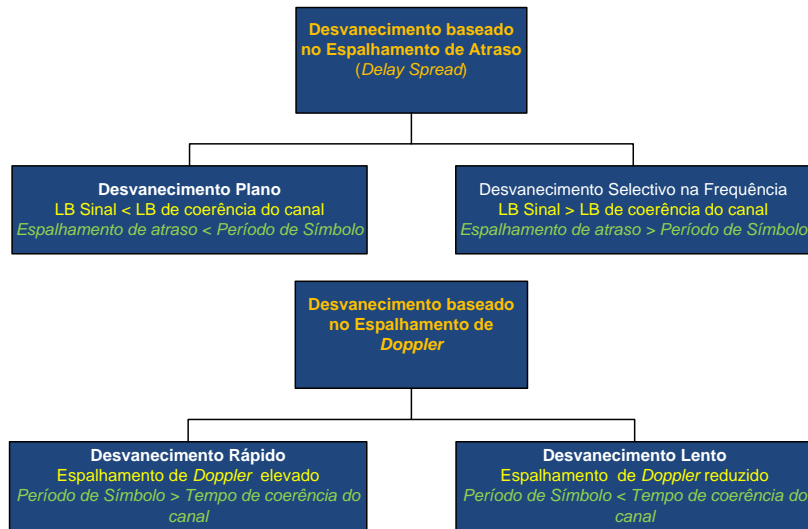 Desvanecimento baseado
no Espalhamento de Atraso
(Delay Spread)
Desvanecimento Plano
LB Sinal < LB de coerência do canal
Espalhamento de atraso < Período de Símbolo
Desvanecimento Selectivo na Frequência
LB Sinal > LB de coerência do canal
Espalhamento de atraso > Período de Símbolo
Desvanecimento baseado
no Espalhamento de
Doppler
Desvanecimento Rápido
Espalhamento de Doppler elevado
Período de Símbolo > Tempo de coerência do
canal
Desvanecimento Lento
Espalhamento de Doppler reduzido
Período de Símbolo < Tempo de coerência do
canal